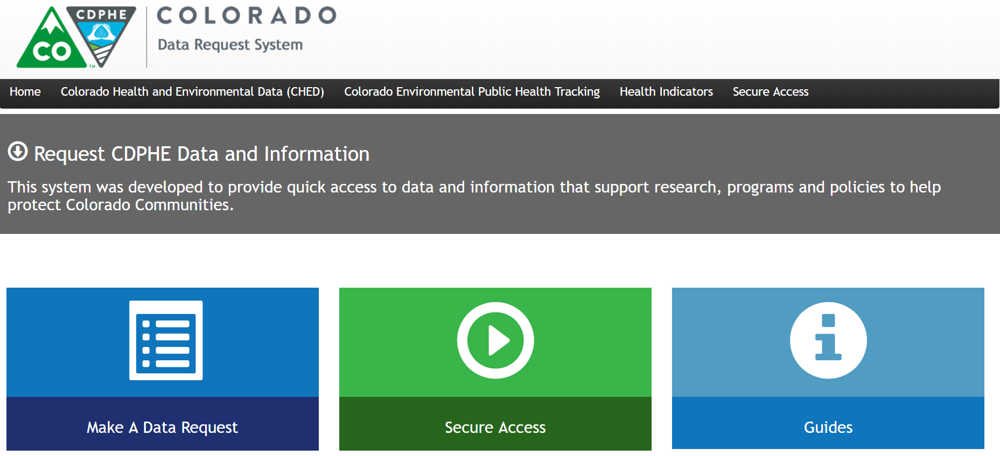 CDPHE
CO
TM
COLORADO
Data Request System
Home Colorado Health and Environmental Data (CHED) Colorado Environmental Public Health Tracking Health Indicators Secure Access
Request CDPHE Data and Information
This system was developed to provide quick access to data and information that support research, programs and policies to help
protect Colorado Communities.
Make A Data Request
Secure Access
Guides